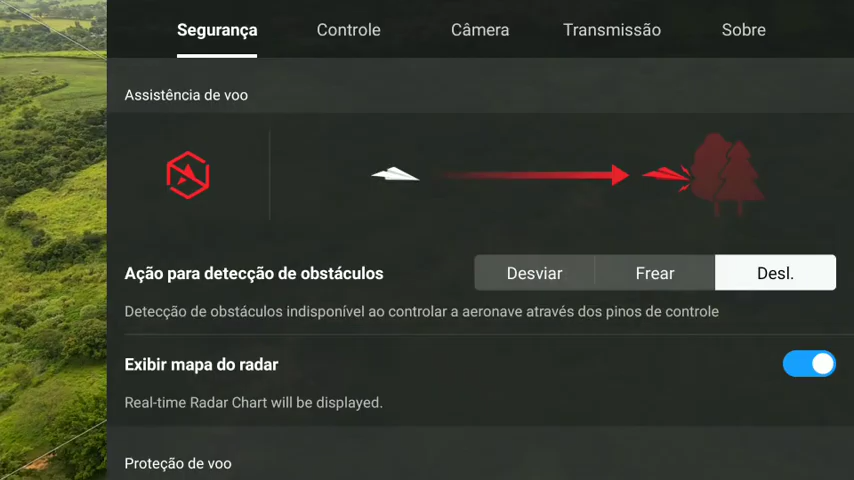 Segurança Controle Câmera Transmissão Sobre
Assistência de voo
Ação para detecção de obstáculos Desviar Frear Desl.
Detecção de obstáculos indisponível ao controlar a aeronave através dos pinos de controle
Exibir mapa do radar
Real-time Radar Chart will be displayed.
Proteção de voo